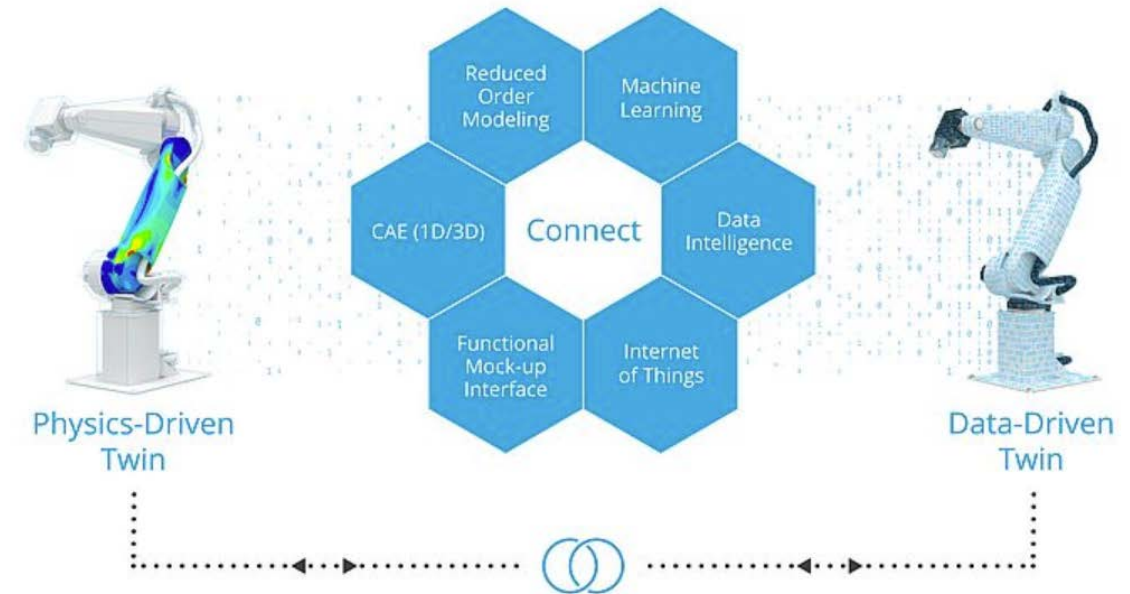 Reduced
Order
Modeling
Machine
Learning
CAE (1D/3D)
Connect
Data
Intelligence
Functional
Mock-up
Interface
Internet
of Things
Physics-Driven
Twin
Data-Driven
Twin